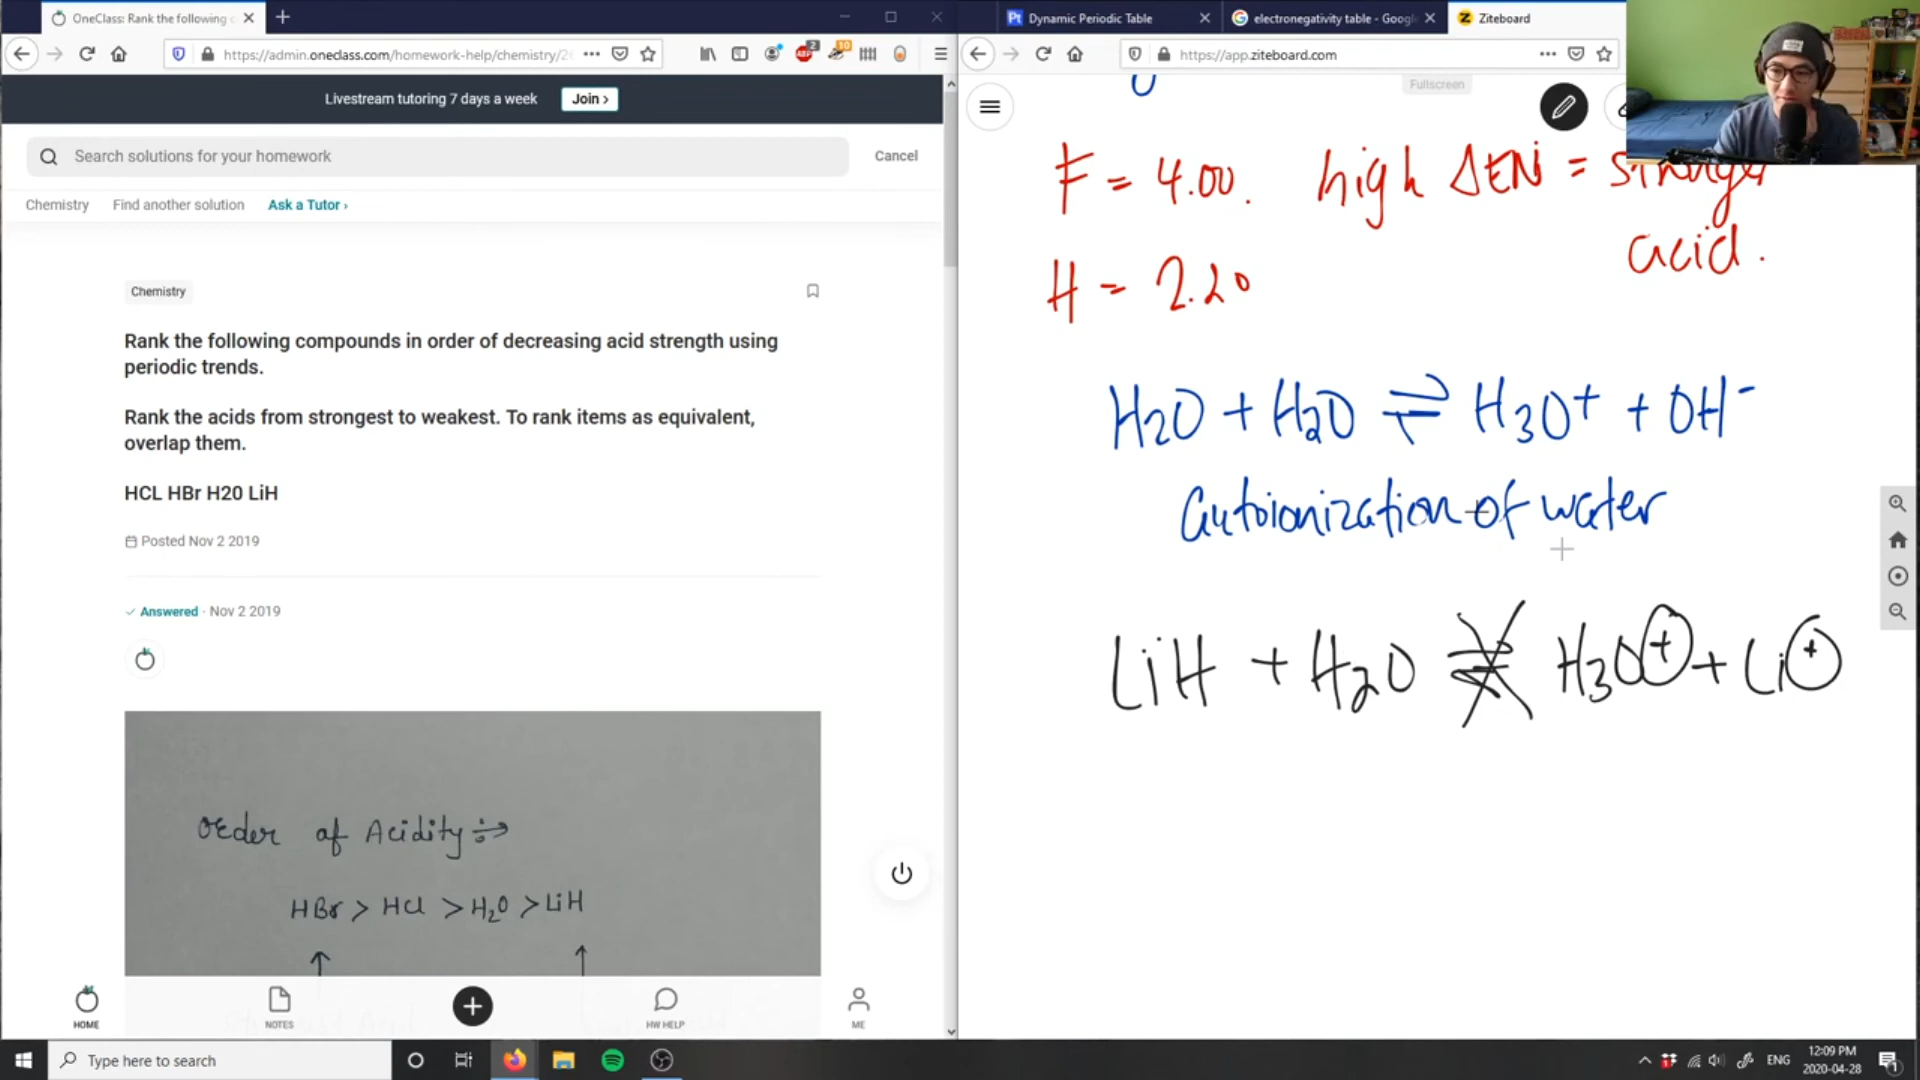 OneClass: Rank the following
https://admin.oneclass.com/homework-help/chemistry/2
2
10
Livestream tutoring 7 days a week
Join ›
Search solutions for your homework
Cancel
Chemistry
Find another solution
Ask a Tutor ›
Chemistry
Rank the following compounds in order of decreasing acid strength using
periodic trends.
Rank the acids from strongest to weakest. To rank items as equivalent,
overlap them.
HCL HBr H20 LiH
Posted Nov 2 2019
Answered · Nov 2 2019
Order of Acidity
HBr > HCl > H2O > LiH
HOME
NOTES
HW HELP
ME
Pt Dynamic Periodic Table
electronegativity table - Googl
Ziteboard
https://app.ziteboard.com
Fullscreen
F = 4.00. high ΔEN = stronger
acid.
H = 2.20
H2O + H2O ⇌ H3O+ + OH-
autoionization of water
LiH + H2O ⇌ H3O+ + Li+
Type here to search
ENG
12:09 PM
2020-04-28
1